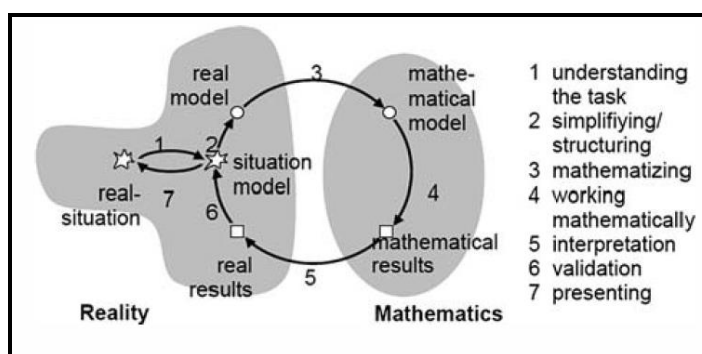 real
model
3
mathe-
matical
model
1
2
situation
model
real-
situation
7
6
4
real
results
5
mathematical
results
Reality
Mathematics
1 understanding
the task
2 simplifiying/
structuring
3 mathematizing
4 working
mathematically
5 interpretation
6 validation
7 presenting